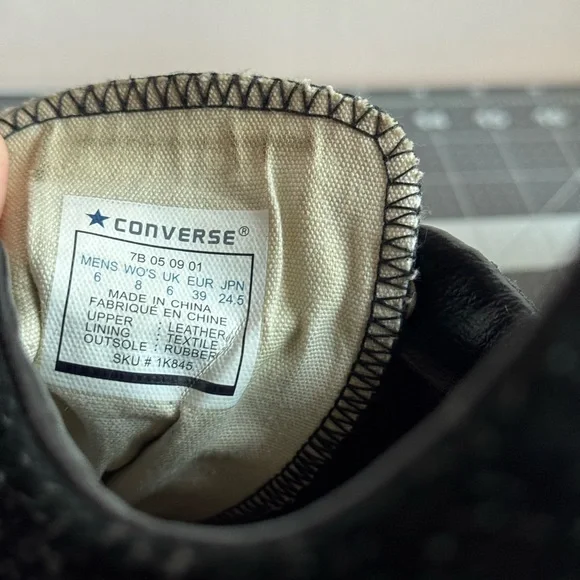 ★ CONVERSE®
7B 05 09 01
MENS WO'S UK EUR JPN
6 8 6 39 24.5
MADE IN CHINA
FABRIQUÉ EN CHINE
UPPER : LEATHER
LINING : TEXTILE
OUTSOLE : RUBBER
SKU # 1K845